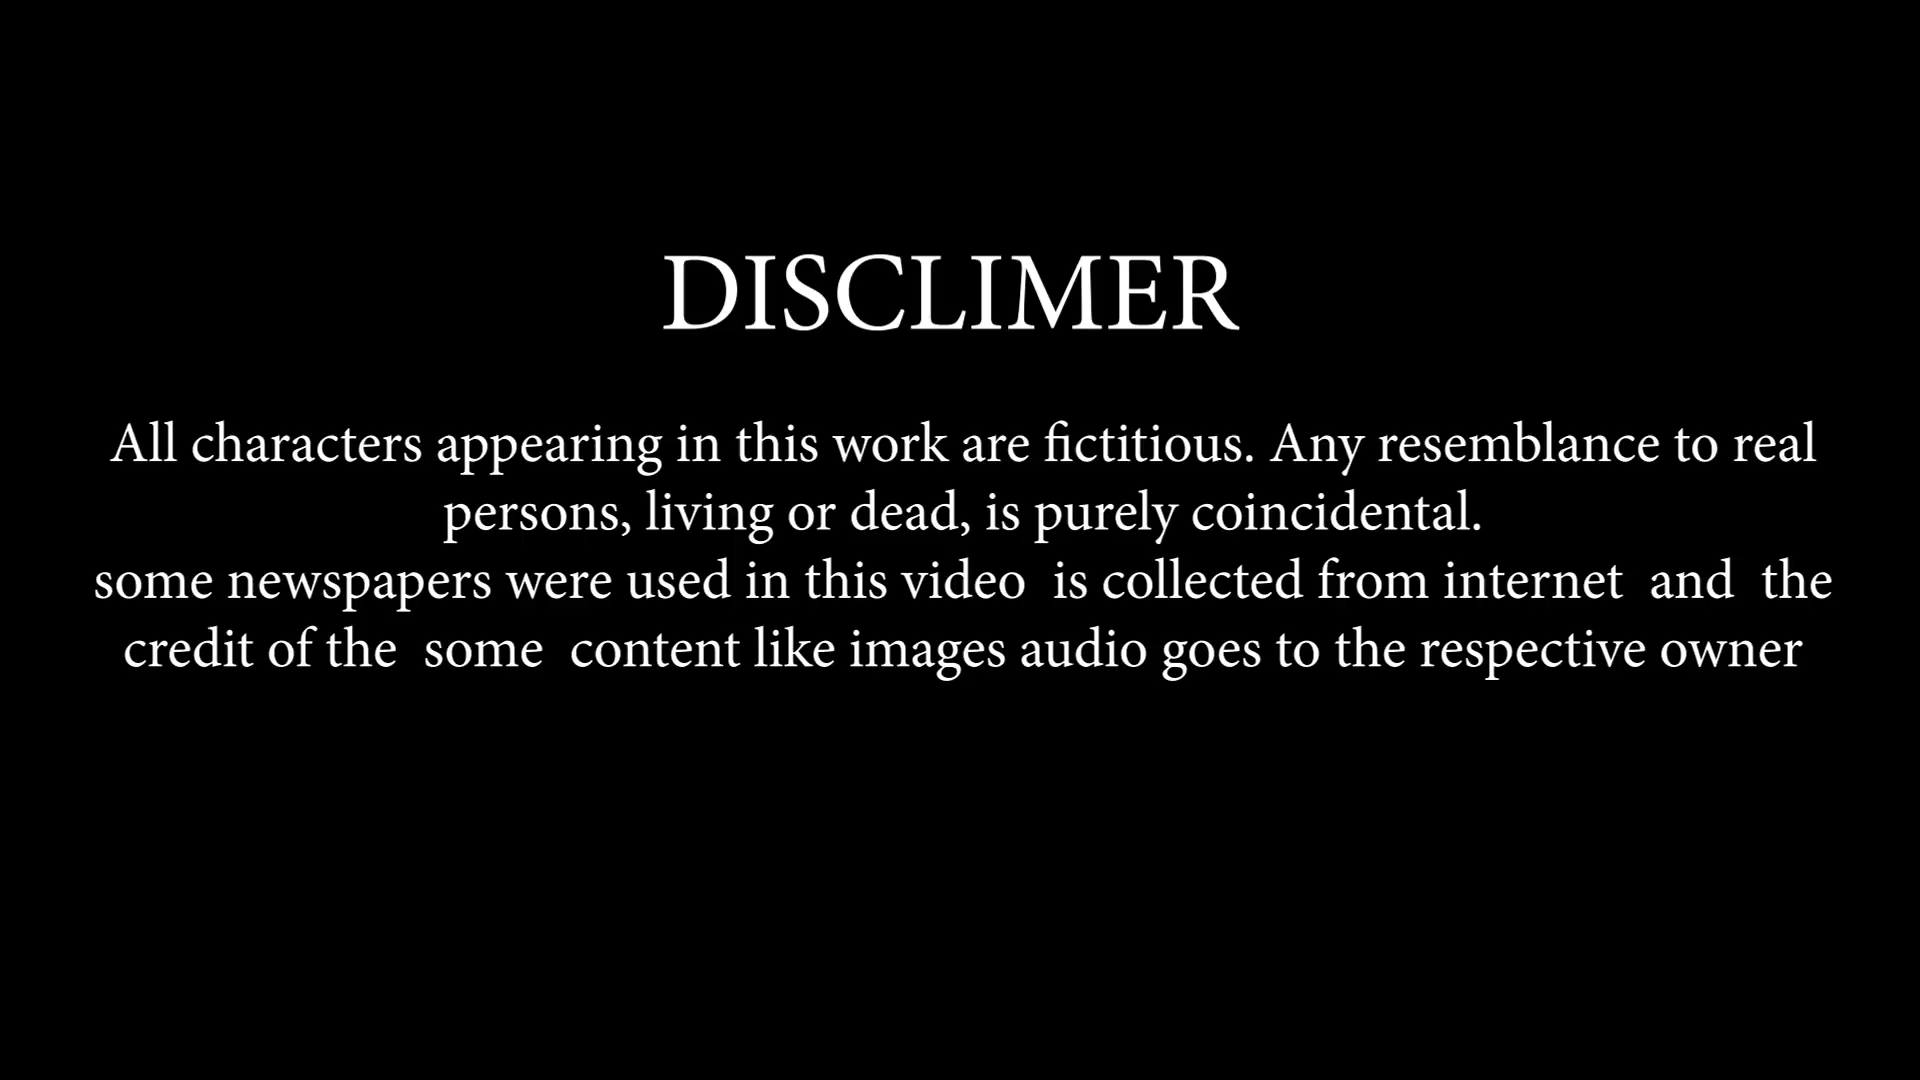 DISCLIMER
All characters appearing in this work are fictitious. Any resemblance to real
persons, living or dead, is purely coincidental.
some newspapers were used in this video  is collected from internet  and  the
credit of the  some  content like images audio goes to the respective owner